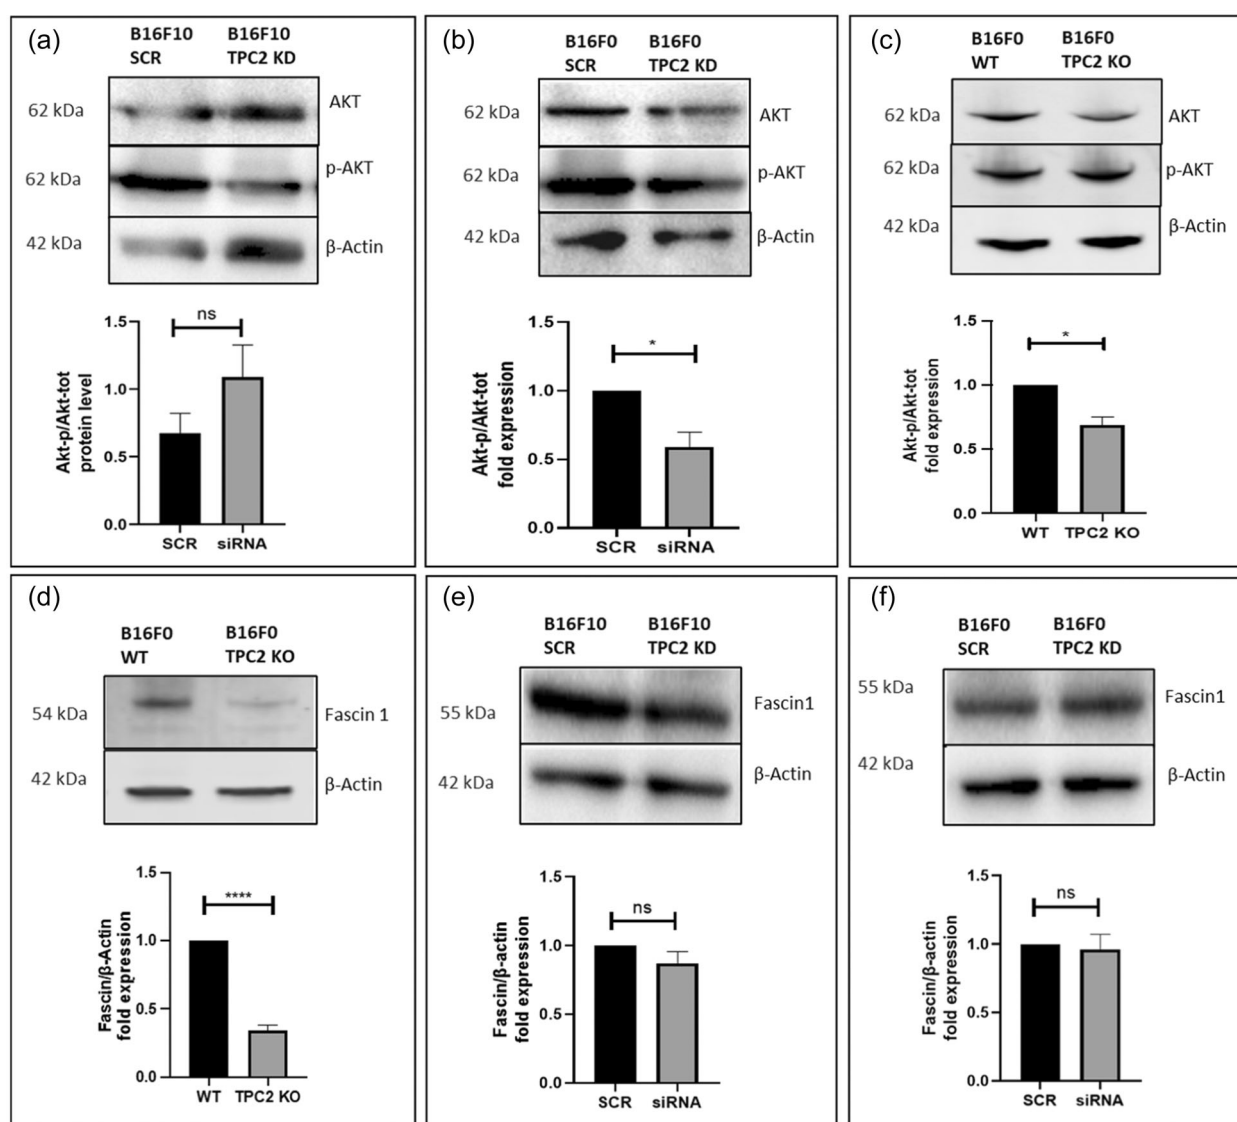 (a)
B16F10 B16F10
SCR TPC2 KD
62 kDa AKT
62 kDa p-AKT
42 kDa β-Actin
1.5
ns
1.0
0.5
0.0
Akt-p/Akt-tot
protein level
SCR siRNA
(b)
B16F0 B16F0
SCR TPC2 KD
62 kDa AKT
62 kDa p-AKT
42 kDa β-Actin
1.5
*
1.0
0.5
0.0
Akt-p/Akt-tot
fold expression
SCR siRNA
(c)
B16F0 B16F0
WT TPC2 KO
62 kDa AKT
62 kDa p-AKT
42 kDa β-Actin
1.5
*
1.0
0.5
0.0
Akt-p/Akt-tot
fold expression
WT TPC2 KO
(d)
B16F0 B16F0
WT TPC2 KO
54 kDa Fascin 1
42 kDa β-Actin
1.5
****
1.0
0.5
0.0
Fascin/β-Actin
fold expression
WT TPC2 KO
(e)
B16F10 B16F10
SCR TPC2 KD
55 kDa Fascin1
42 kDa β-Actin
1.5
ns
1.0
0.5
0.0
Fascin/β-actin
fold expression
SCR siRNA
(f)
B16F0 B16F0
SCR TPC2 KD
55 kDa Fascin1
42 kDa β-Actin
1.5
ns
1.0
0.5
0.0
Fascin/β-actin
fold expression
SCR siRNA